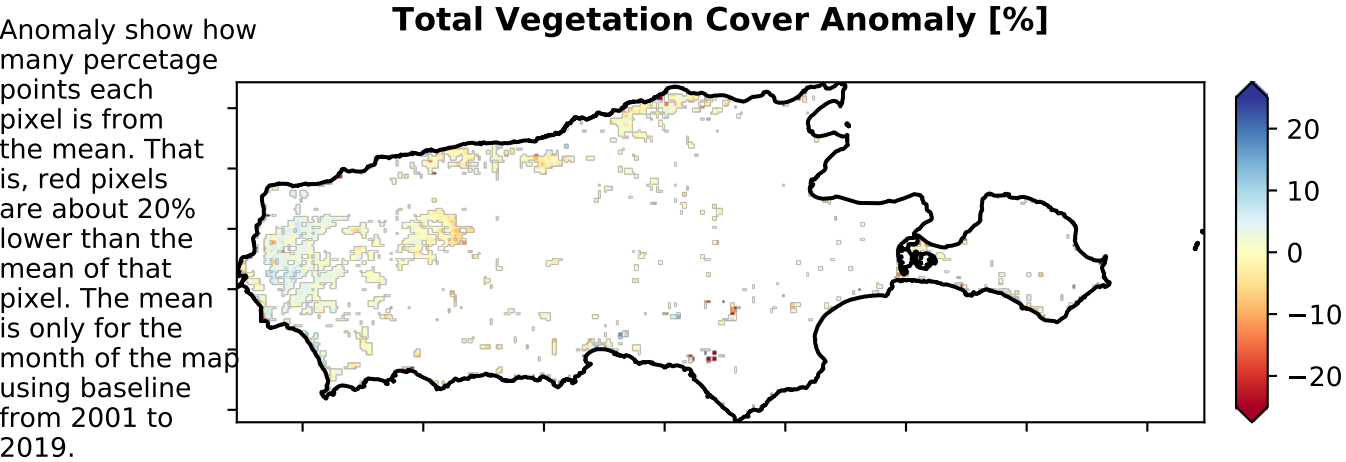 Total Vegetation Cover Anomaly [%]
Anomaly show how
many percetage
points each
pixel is from
the mean. That
is, red pixels
are about 20%
lower than the
mean of that
pixel. The mean
is only for the
month of the map
using baseline
from 2001 to
2019.
20
10
0
−10
−20